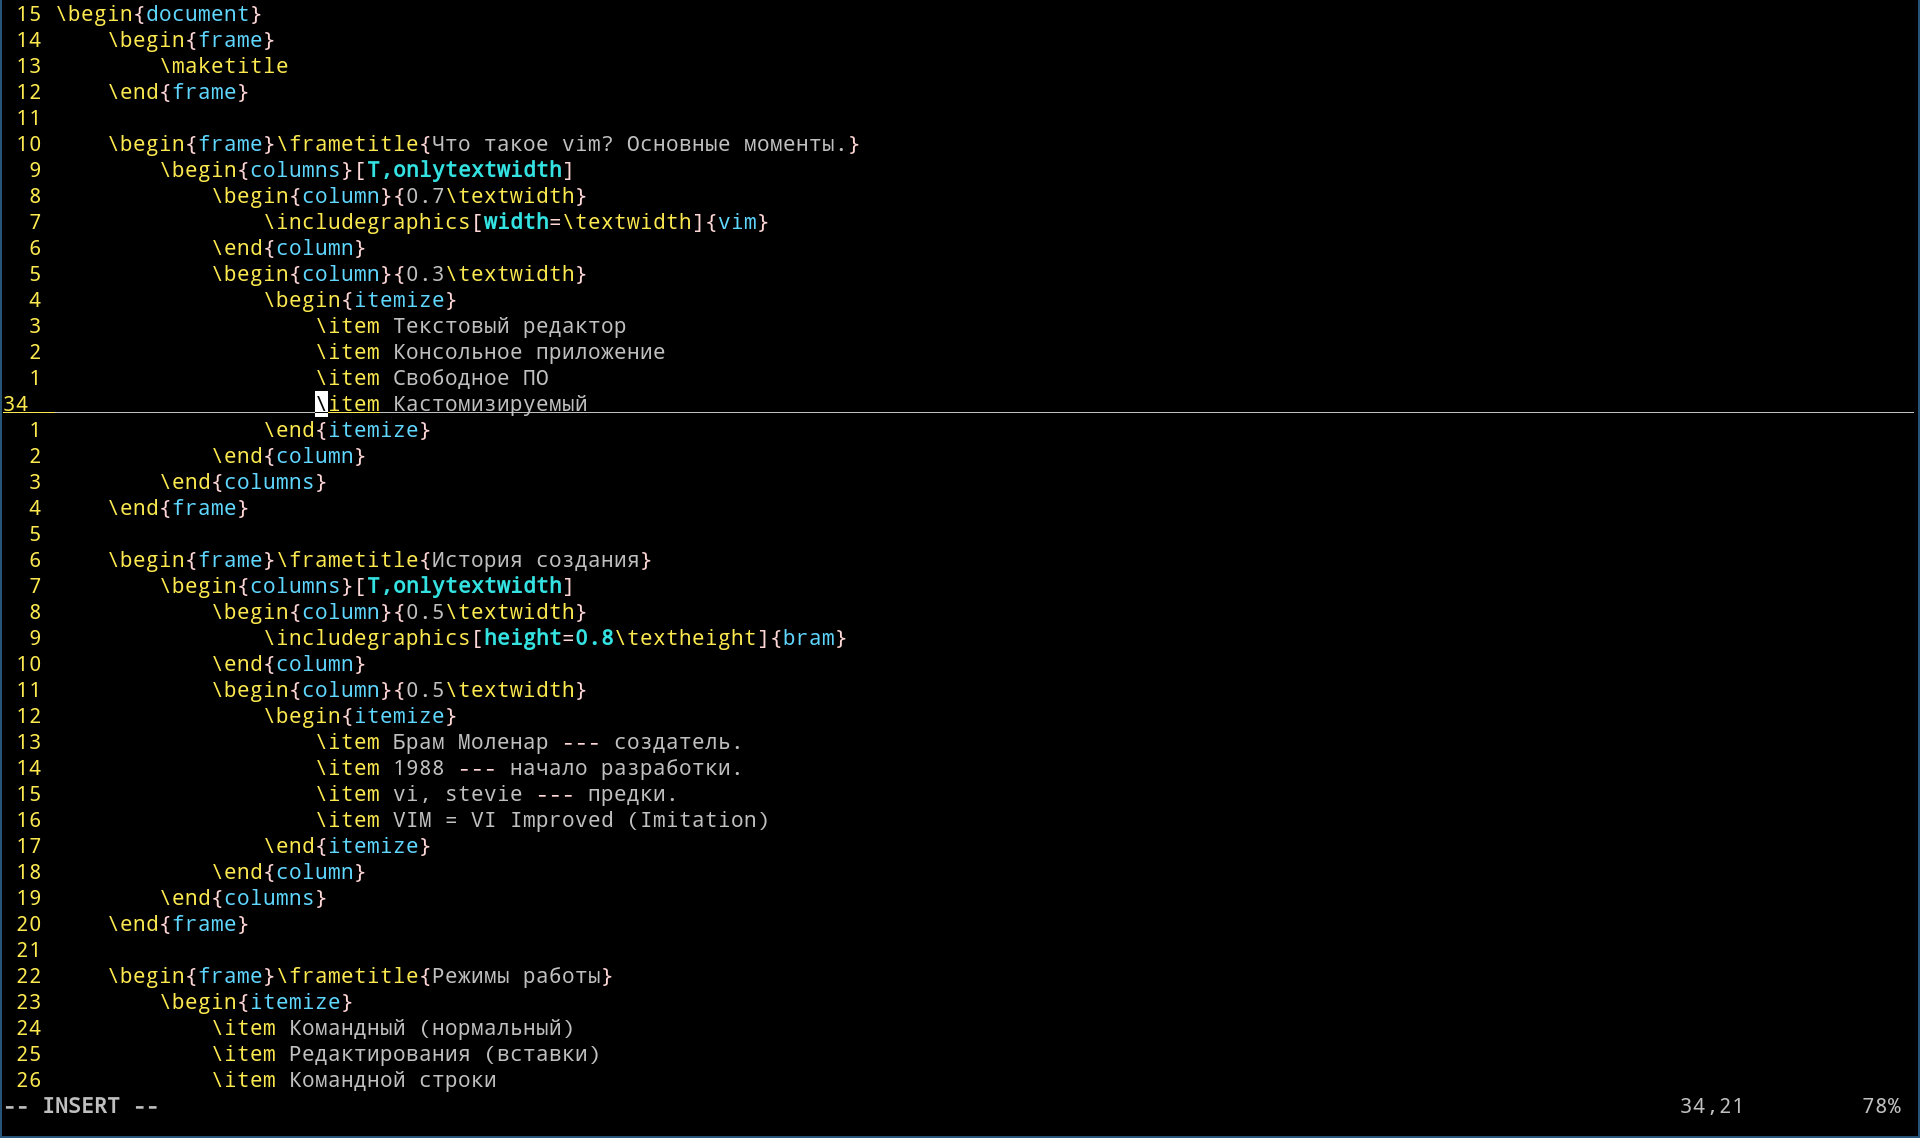 15 \begin{document}
14     \begin{frame}
13         \maketitle
12     \end{frame}
11
10     \begin{frame}\frametitle{Что такое vim? Основные моменты.}
9         \begin{columns}[T,onlytextwidth]
8             \begin{column}{0.7\textwidth}
7                 \includegraphics[width=\textwidth]{vim}
6             \end{column}
5             \begin{column}{0.3\textwidth}
4                 \begin{itemize}
3                     \item Текстовый редактор
2                     \item Консольное приложение
1                     \item Свободное ПО
34                     \item Кастомизируемый
1                 \end{itemize}
2             \end{column}
3         \end{columns}
4     \end{frame}
5
6     \begin{frame}\frametitle{История создания}
7         \begin{columns}[T,onlytextwidth]
8             \begin{column}{0.5\textwidth}
9                 \includegraphics[height=0.8\textheight]{bram}
10             \end{column}
11             \begin{column}{0.5\textwidth}
12                 \begin{itemize}
13                     \item Брам Моленар --- создатель.
14                     \item 1988 --- начало разработки.
15                     \item vi, stevie --- предки.
16                     \item VIM = VI Improved (Imitation)
17                 \end{itemize}
18             \end{column}
19         \end{columns}
20     \end{frame}
21
22     \begin{frame}\frametitle{Режимы работы}
23         \begin{itemize}
24             \item Командный (нормальный)
25             \item Редактирования (вставки)
26             \item Командной строки
-- INSERT -- 34,21 78%